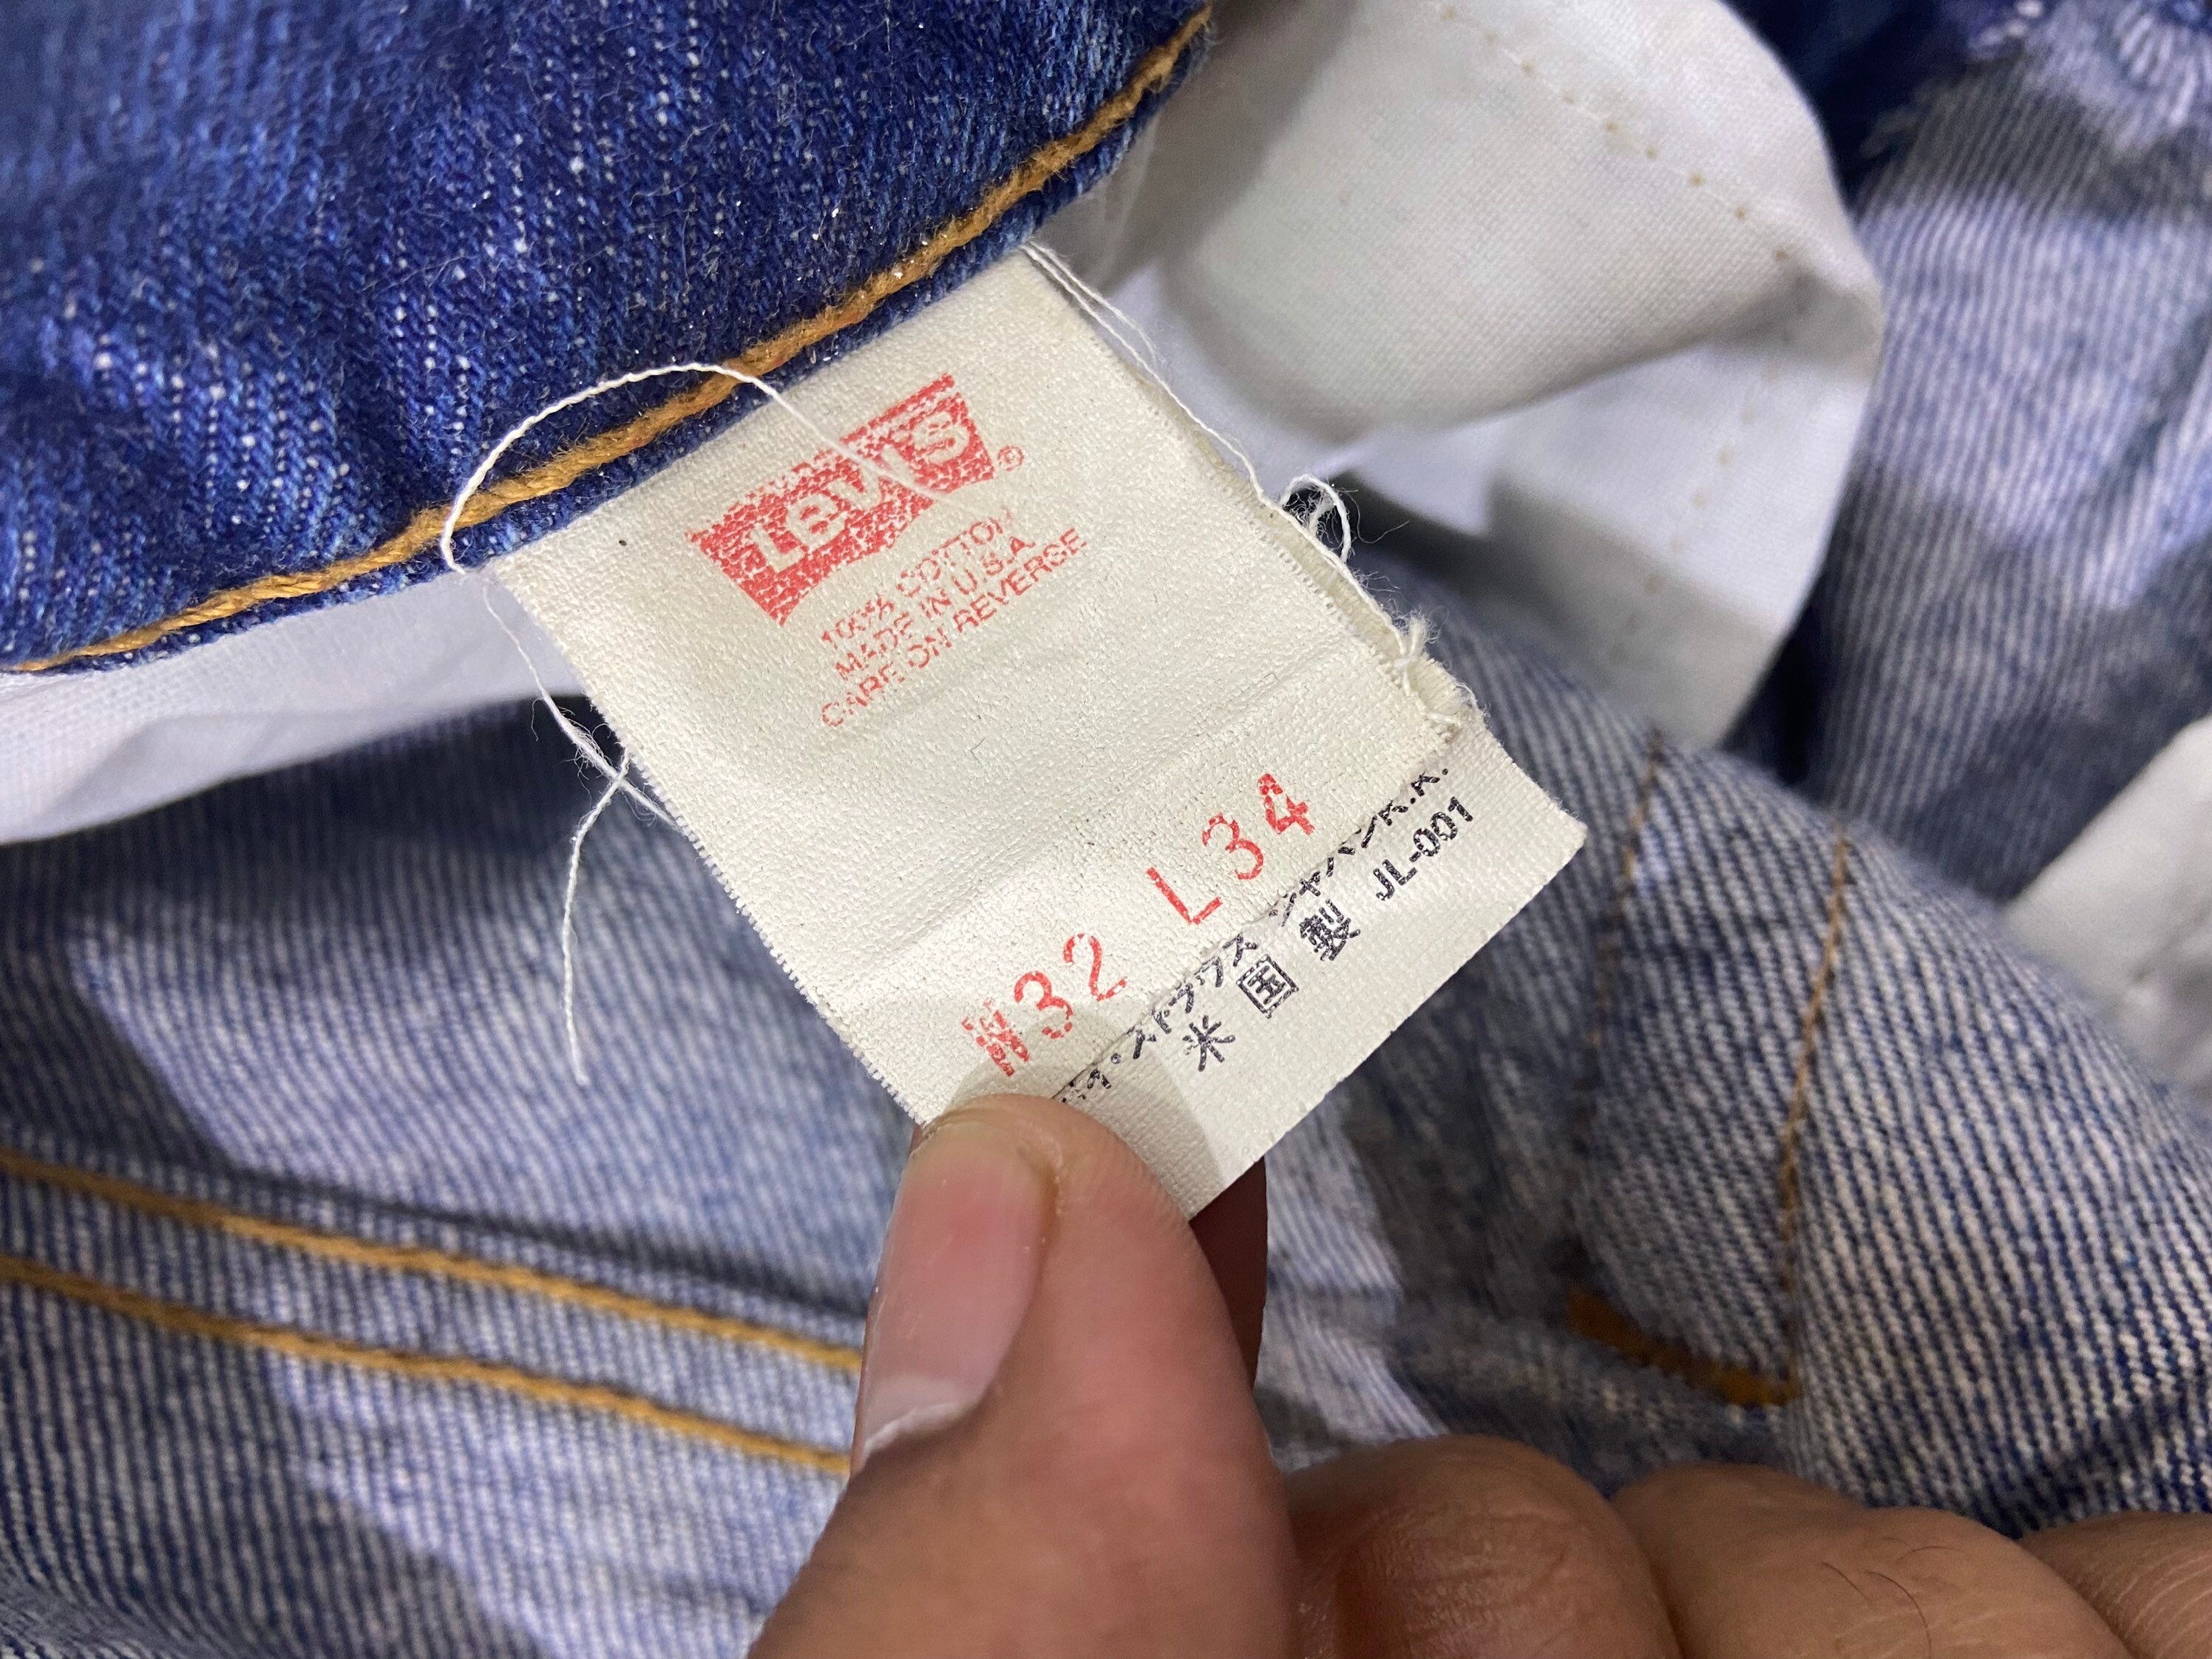 Levi's®
100% COTTON
MADE IN U.S.A
CARE ON REVERSE
W32 L34
ストラウス ジャパンK.K.
米国製 JL-001